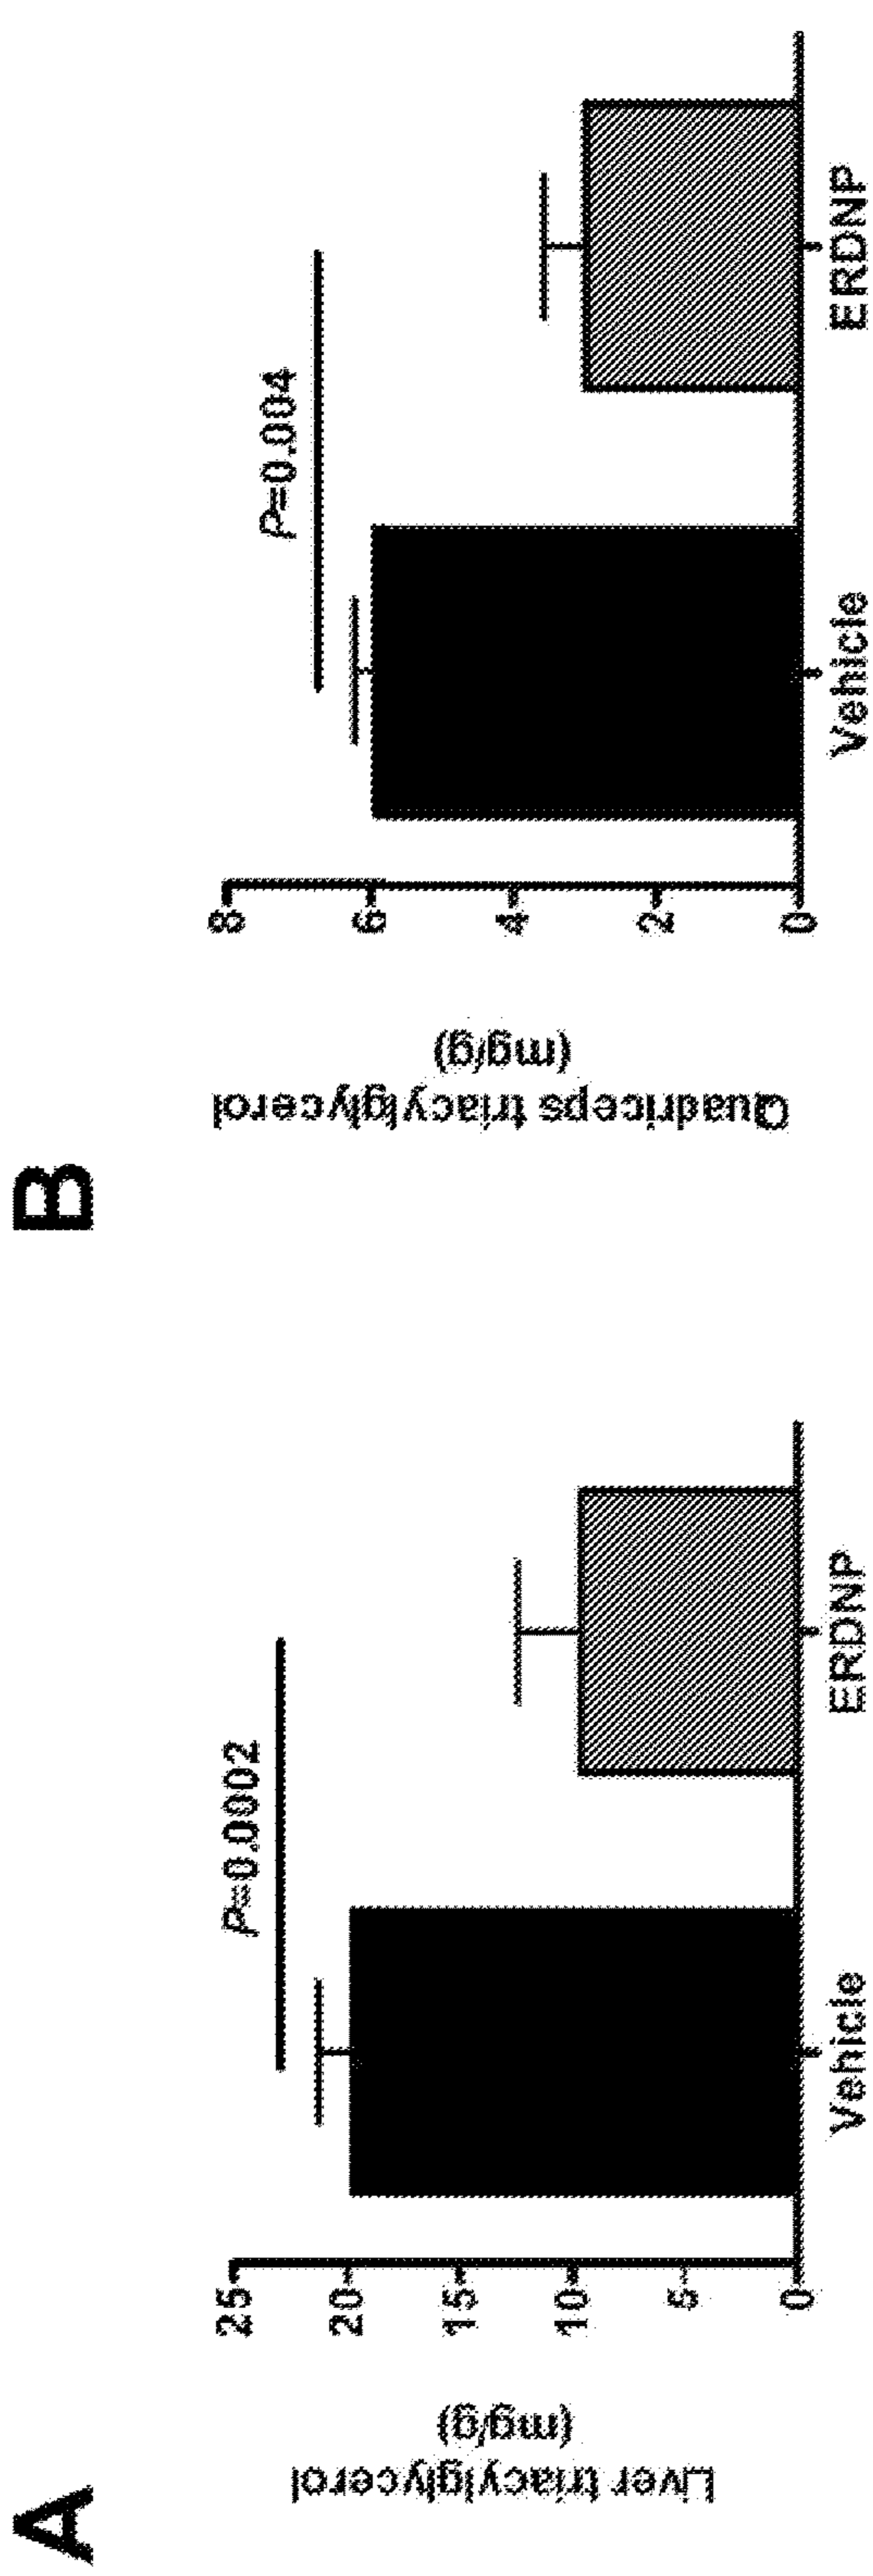 A
Liver triacylglycerol
(mg/g)
25
20
15
10
5
0
P=0.0002
Vehicle
ERDNP
B
Quadriceps triacylglycerol
(mg/g)
8
6
4
2
0
P=0.004
Vehicle
ERDNP